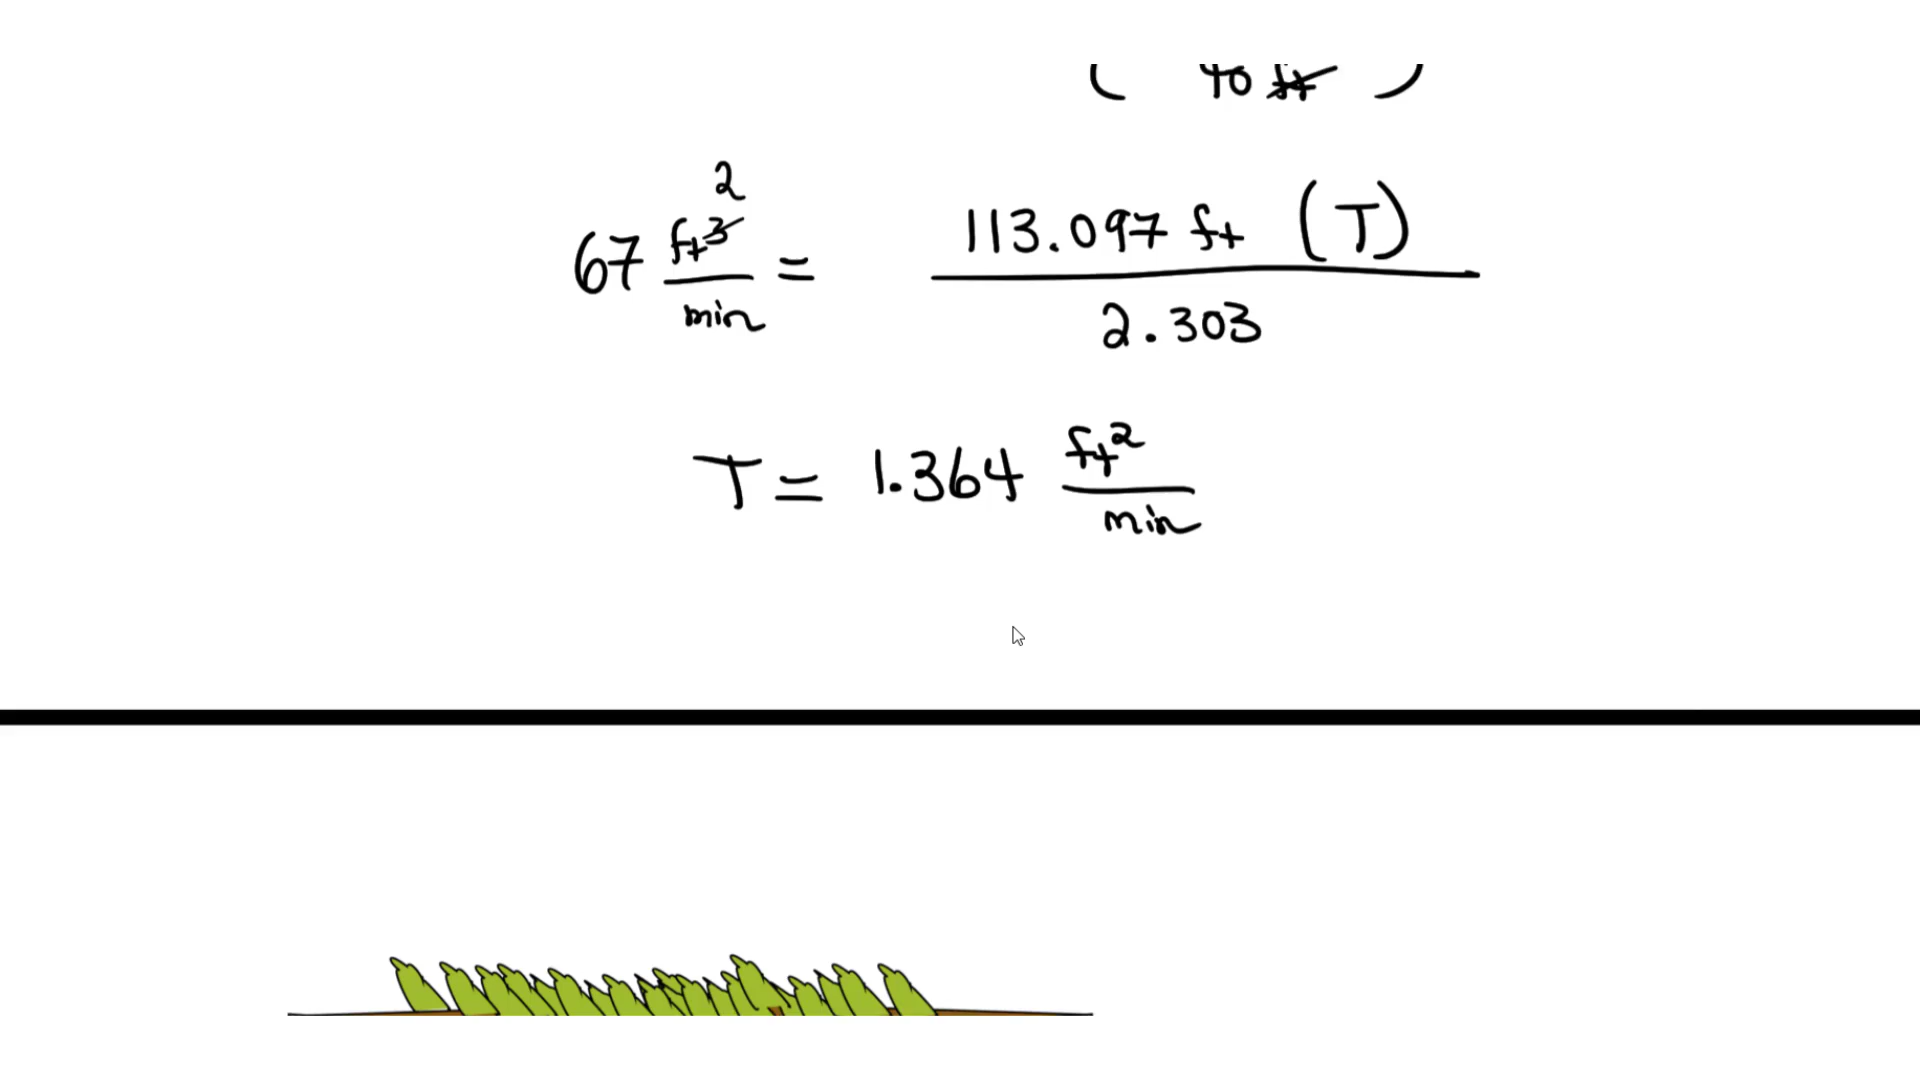 ( 40 ft )
67 ft³ ² / min = 113.097 ft (T) / 2.303
T = 1.364 ft² / min